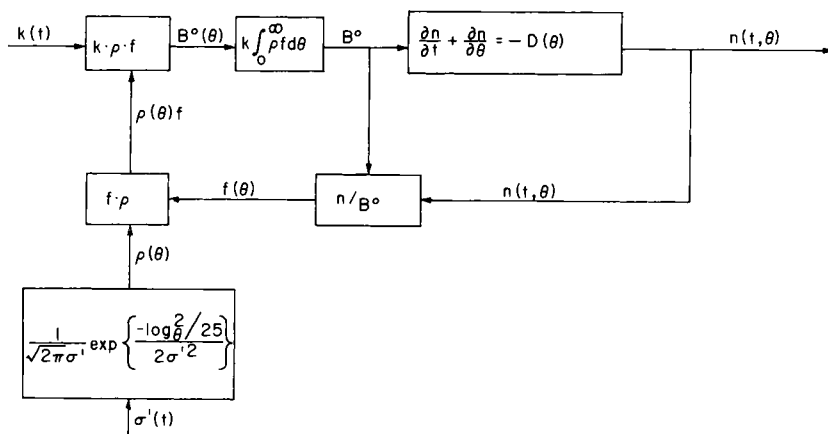 k(t)
k·ρ·f
B°(θ)
k∫₀^∞ ρfdθ
B°
∂n/∂t + ∂n/∂θ = − D(θ)
n(t,θ)
ρ(θ)f
f·ρ
f(θ)
n/B°
n(t,θ)
ρ(θ)
1/√2π σ' exp { -log²θ/25 / 2σ'² }
σ'(t)